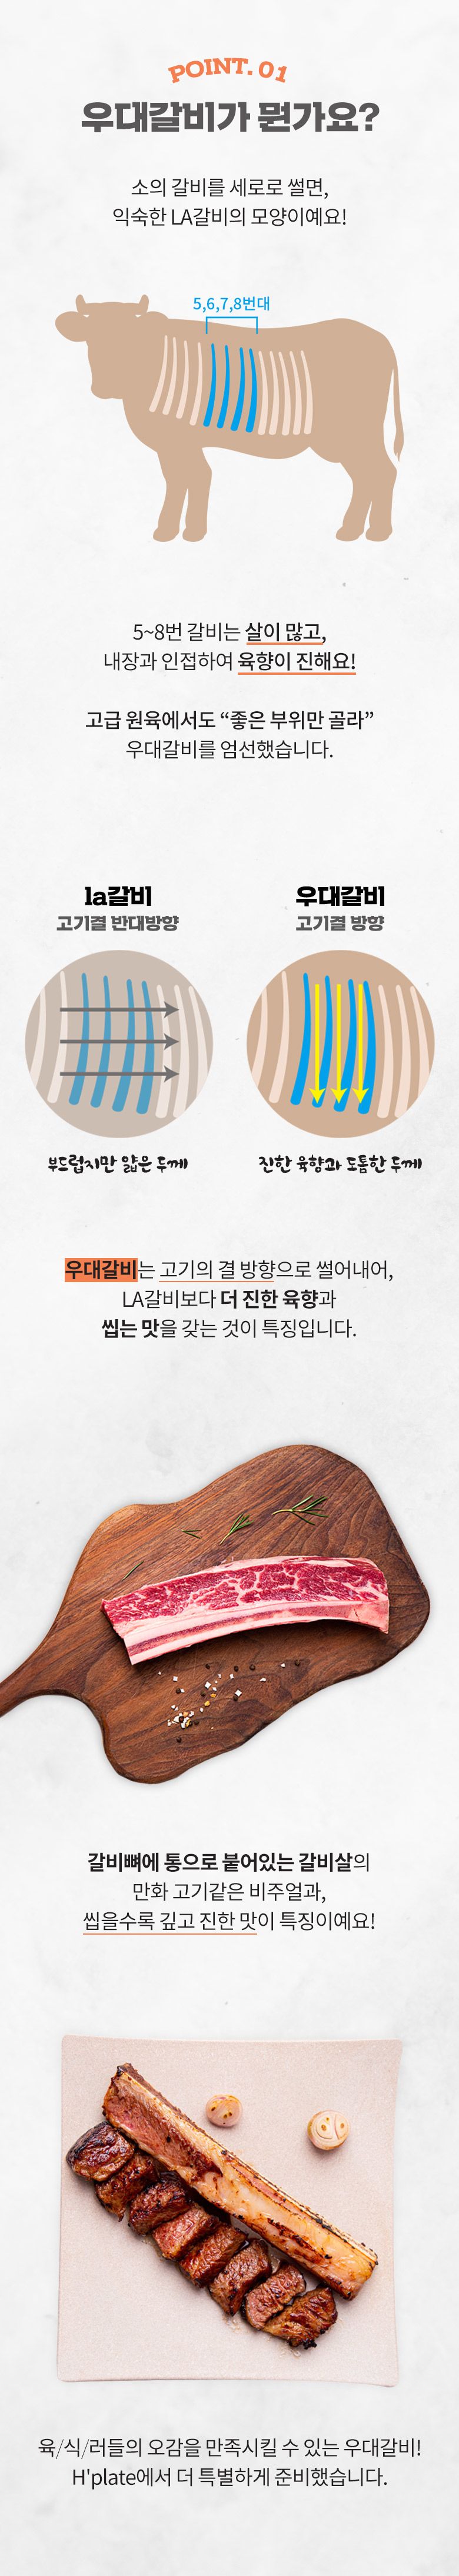 POINT. 01
우대갈비가 뭔가요?
소의 갈비를 세로로 썰면,
익숙한 LA갈비의 모양이예요!
5,6,7,8번대
5~8번 갈비는 살이 많고,
내장과 인접하여 육향이 진해요!
고급 원육에서도 “좋은 부위만 골라”
우대갈비를 엄선했습니다.
la갈비
고기결 반대방향
부드럽지만 얇은 두께
우대갈비
고기결 방향
진한 육향과 도톰한 두께
우대갈비는 고기의 결 방향으로 썰어내어,
LA갈비보다 더 진한 육향과
씹는 맛을 갖는 것이 특징입니다.
갈비뼈에 통으로 붙어있는 갈비살의
만화 고기같은 비주얼과,
씹을수록 깊고 진한 맛이 특징이예요!
육/식/러들의 오감을 만족시킬 수 있는 우대갈비!
H'plate에서 더 특별하게 준비했습니다.